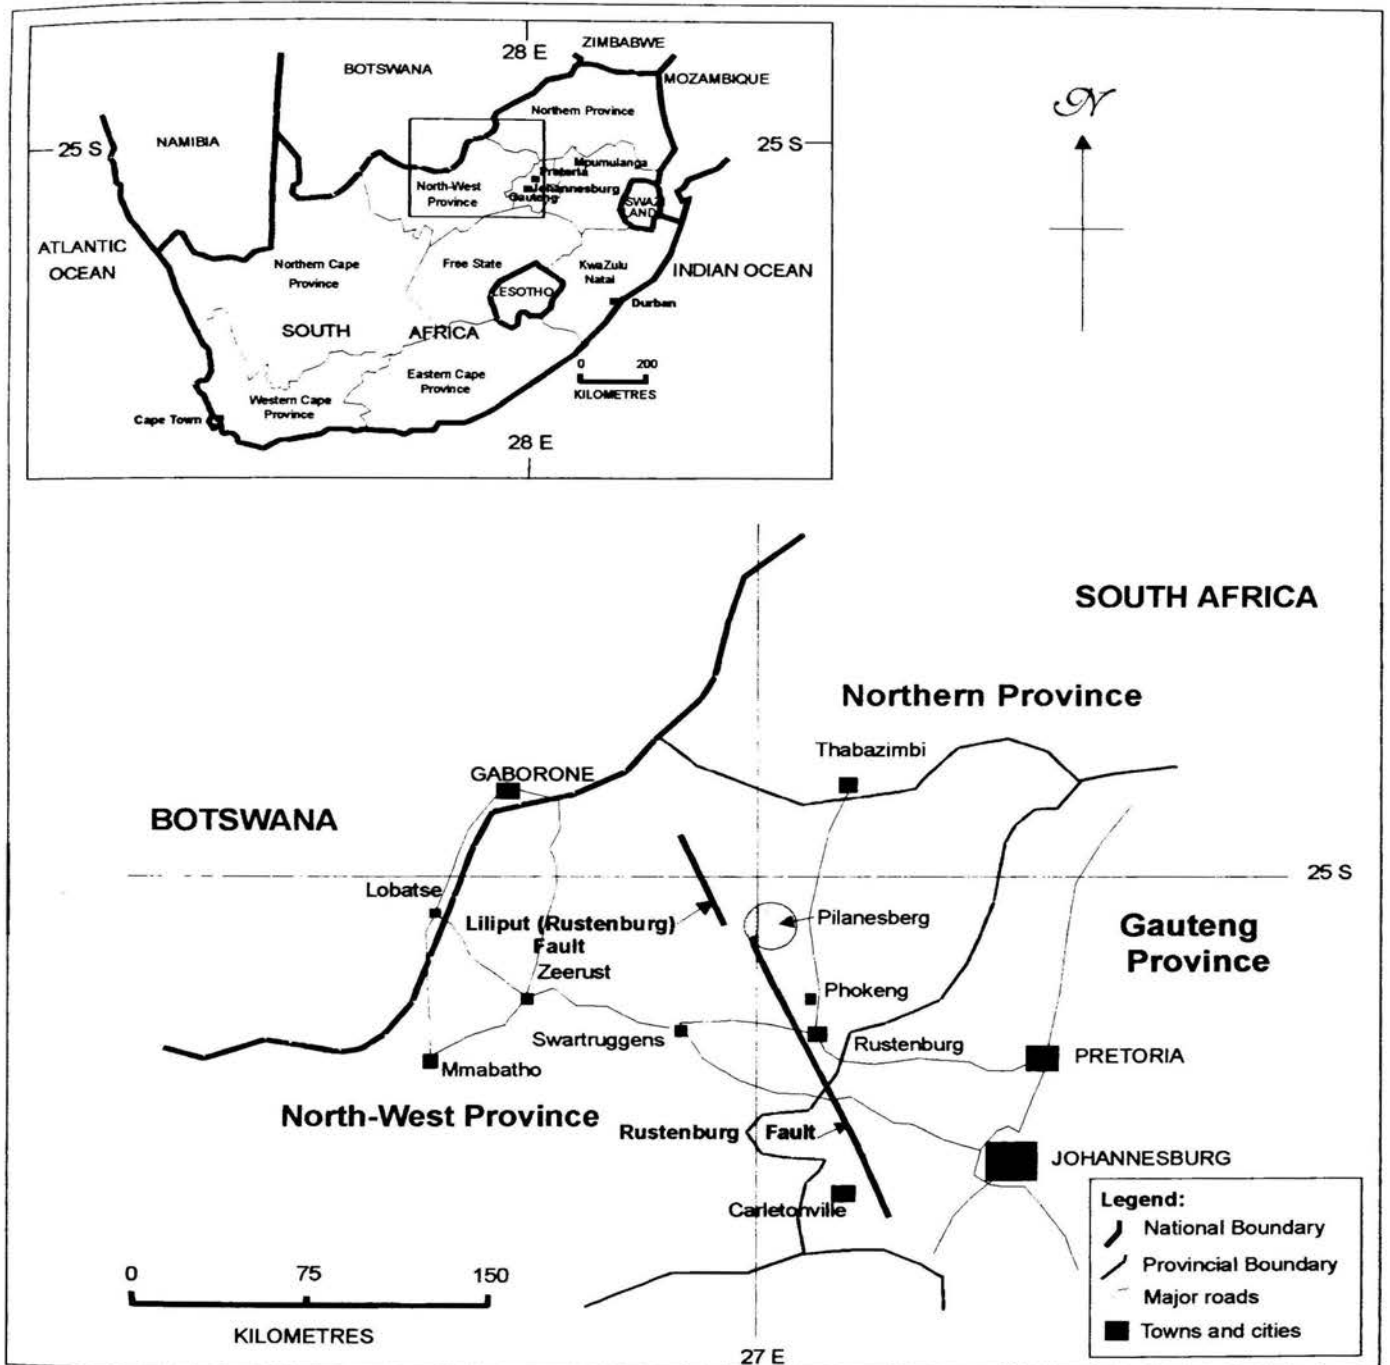 28 E
ZIMBABWE
BOTSWANA
MOZAMBIQUE
Northern Province
25 S
NAMIBIA
25 S
Mpumulanga
Pretoria
North-West
Province
Johannesburg
Gauteng
SWAZI
LAND
ATLANTIC
OCEAN
Northern Cape
Province
Free State
KwaZulu
Natal
INDIAN OCEAN
LESOTHO
Durban
SOUTH AFRICA
0 200
KILOMETRES
Eastern Cape
Province
Western Cape
Province
Cape Town
28 E
N
SOUTH AFRICA
Northern Province
Thabazimbi
GABORONE
BOTSWANA
25 S
Lobatse
Liliput (Rustenburg)
Fault
Pilanesberg
Gauteng
Province
Zeerust
Phokeng
Swartruggens
Rustenburg
PRETORIA
Mmabatho
North-West Province
Rustenburg Fault
JOHANNESBURG
Carletonville
Legend:
National Boundary
Provincial Boundary
Major roads
Towns and cities
0 75 150
KILOMETRES
27 E